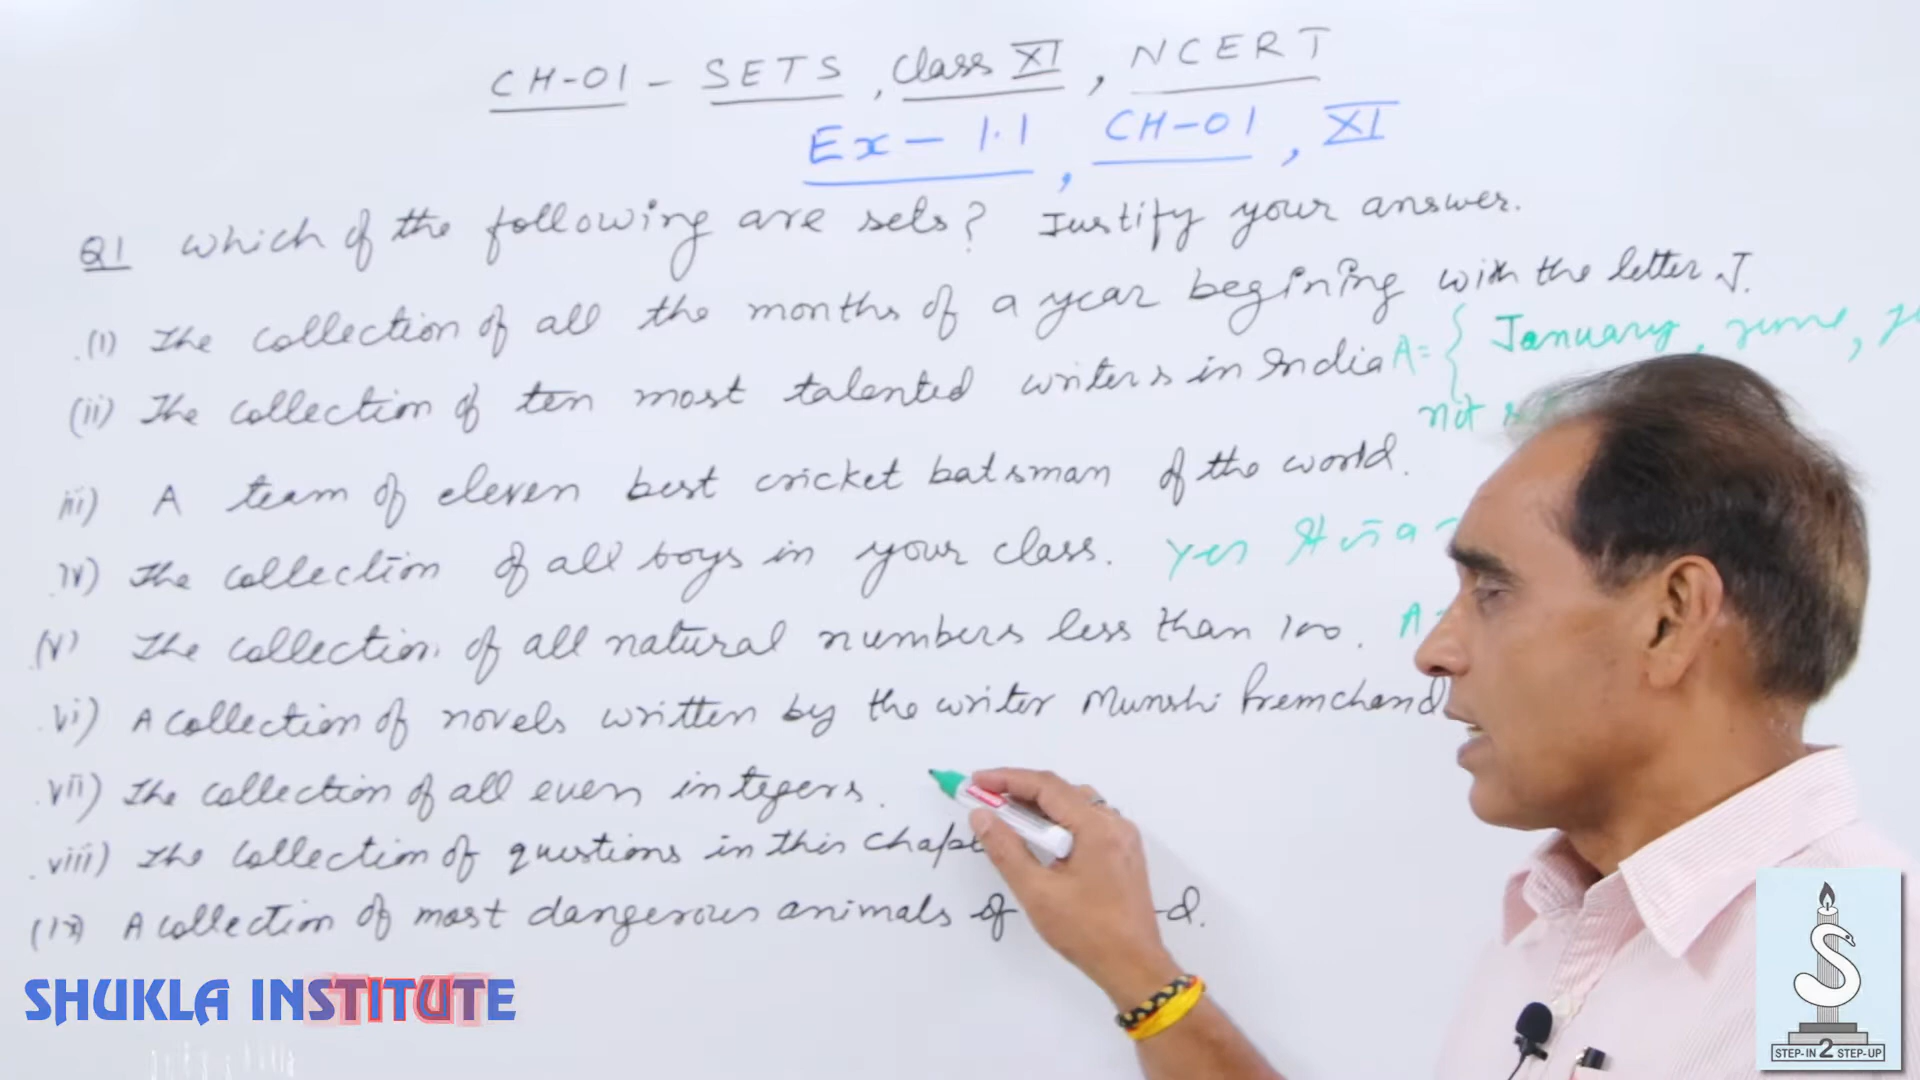 CH-01 - SETS, Class XI, NCERT
Ex - 1.1, CH-01, XI
Q1 Which of the following are sets? Justify your answer.
(i) The collection of all the months of a year begining with the letter J.
A = { January, June,
(ii) The collection of ten most talented writers in India
not
iii) A team of eleven best cricket batsman of the world.
iv) The collection of all boys in your class. Yes It is a
(v) The collection of all natural numbers less than 100. A
vi) A collection of novels written by the writer Munshi Premchand
vii) The collection of all even integers.
viii) The collection of questions in this
(ix) A collection of most dangerous animals of
SHUKLA INSTITUTE
S
STEP-IN 2 STEP-UP